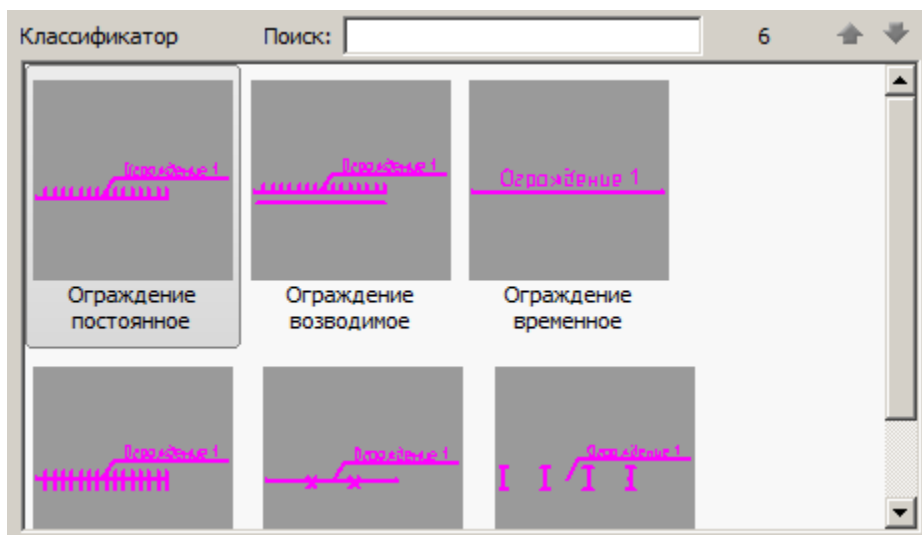 Классификатор Поиск: 6
Ограждение 1 Ограждение 1 Ограждение 1
Ограждение Ограждение Ограждение
постоянное возводимое временное
Ограждение 1 Ограждение 1 Ограждение 1